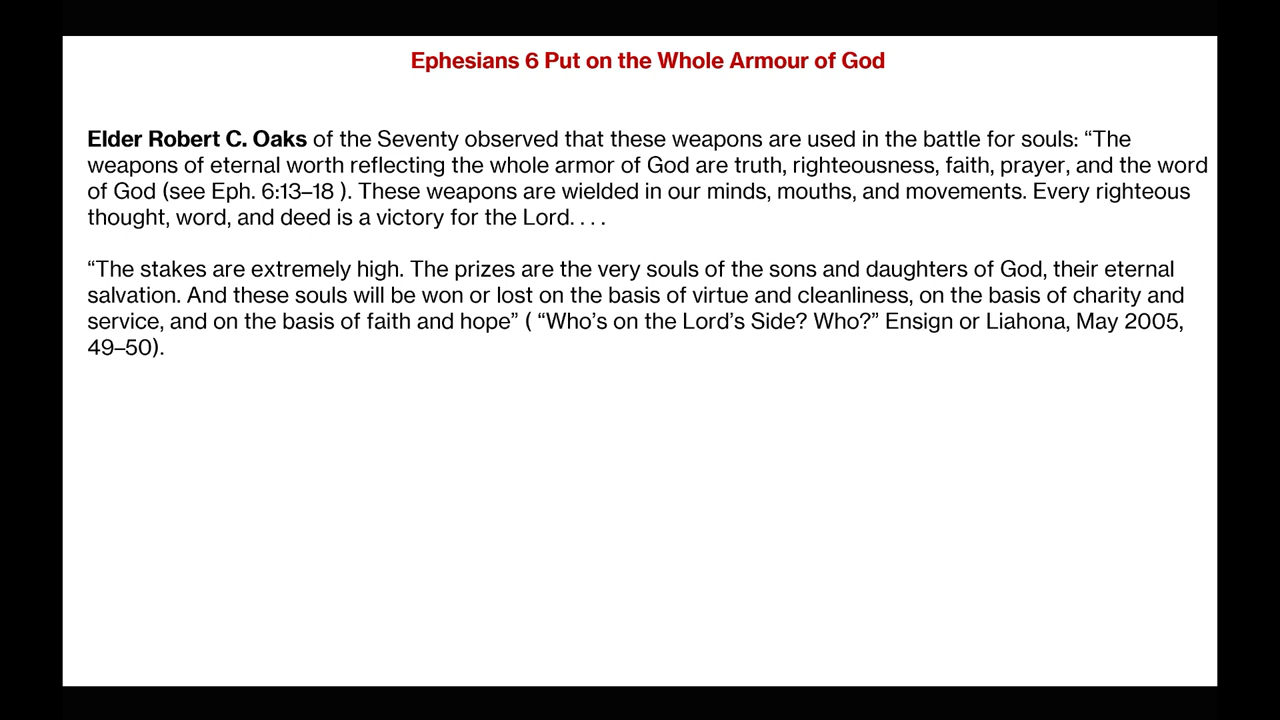 Ephesians 6 Put on the Whole Armour of God
Elder Robert C. Oaks of the Seventy observed that these weapons are used in the battle for souls: “The
weapons of eternal worth reflecting the whole armor of God are truth, righteousness, faith, prayer, and the word
of God (see Eph. 6:13–18 ). These weapons are wielded in our minds, mouths, and movements. Every righteous
thought, word, and deed is a victory for the Lord. . . .
“The stakes are extremely high. The prizes are the very souls of the sons and daughters of God, their eternal
salvation. And these souls will be won or lost on the basis of virtue and cleanliness, on the basis of charity and
service, and on the basis of faith and hope” ( “Who’s on the Lord’s Side? Who?” Ensign or Liahona, May 2005,
49–50).